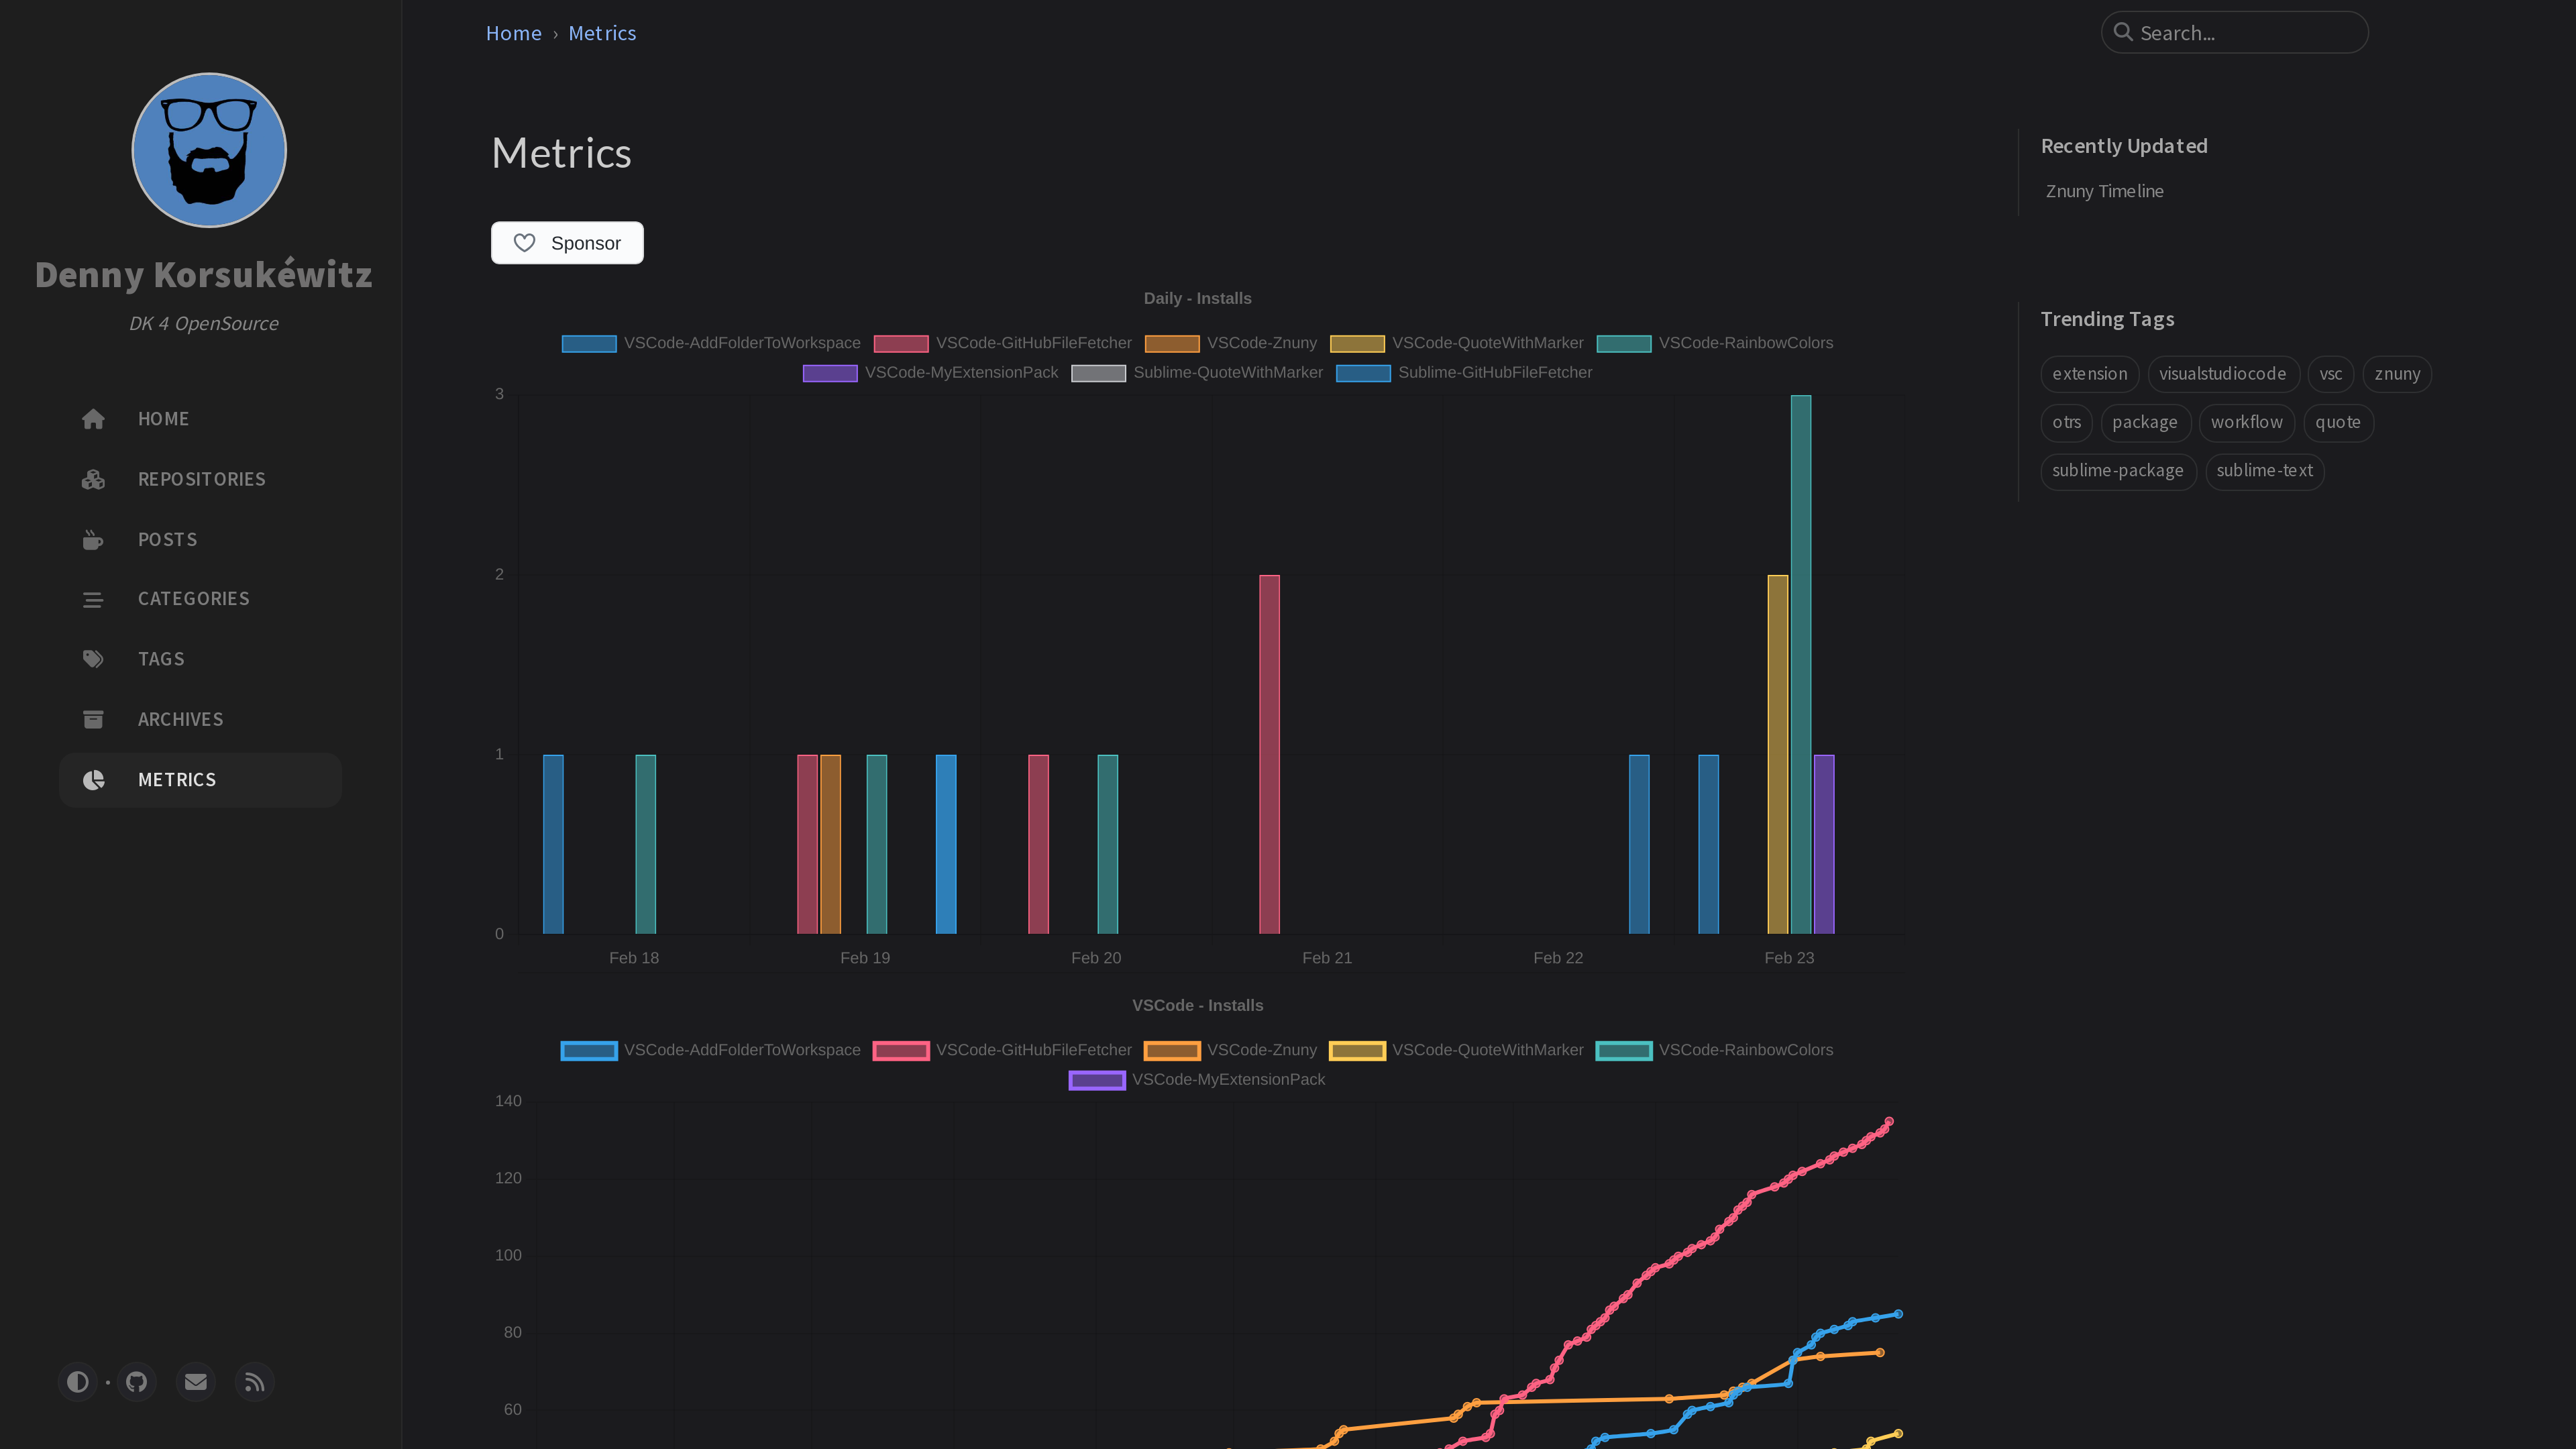 Denny Korsukéwitz
DK 4 OpenSource
HOME
REPOSITORIES
POSTS
CATEGORIES
TAGS
ARCHIVES
METRICS
Home › Metrics
Search...
Metrics
Sponsor
Daily - Installs
VSCode-AddFolderToWorkspace VSCode-GitHubFileFetcher VSCode-Znuny VSCode-QuoteWithMarker VSCode-RainbowColors
VSCode-MyExtensionPack Sublime-QuoteWithMarker Sublime-GitHubFileFetcher
3
2
1
0
Feb 18 Feb 19 Feb 20 Feb 21 Feb 22 Feb 23
VSCode - Installs
VSCode-AddFolderToWorkspace VSCode-GitHubFileFetcher VSCode-Znuny VSCode-QuoteWithMarker VSCode-RainbowColors
VSCode-MyExtensionPack
140
120
100
80
60
Recently Updated
Znuny Timeline
Trending Tags
extension visualstudiocode vsc znuny
otrs package workflow quote
sublime-package sublime-text